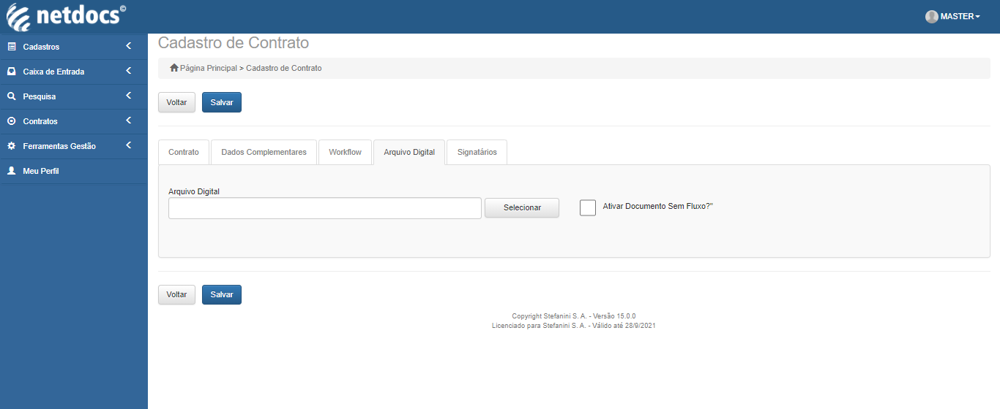 netdocs©
MASTER
Cadastros
Caixa de Entrada
Pesquisa
Contratos
Ferramentas Gestão
Meu Perfil
Cadastro de Contrato
Página Principal > Cadastro de Contrato
Voltar Salvar
Contrato Dados Complementares Workflow Arquivo Digital Signatários
Arquivo Digital
Selecionar Ativar Documento Sem Fluxo?"
Voltar Salvar
Copyright Stefanini S. A. - Versão 15.0.0
Licenciado para Stefanini S. A. - Válido até 28/9/2021